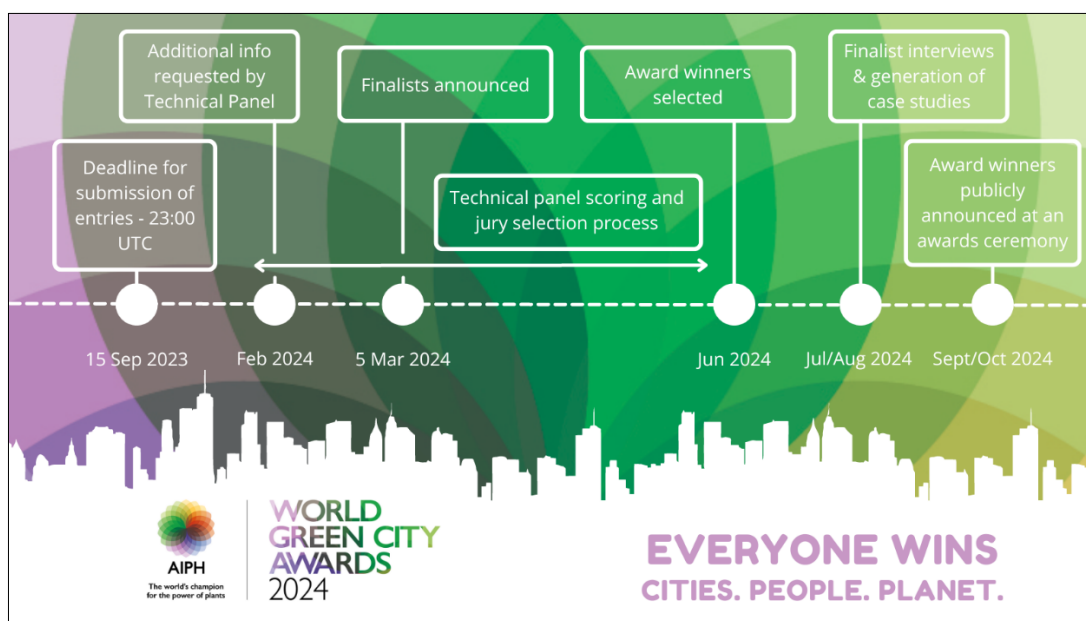 Additional info
requested by
Technical Panel
Finalists announced
Award winners
selected
Finalist interviews
& generation of
case studies
Deadline for
submission of
entries - 23:00
UTC
Technical panel scoring and
jury selection process
Award winners
publicly
announced at an
awards ceremony
15 Sep 2023
Feb 2024
5 Mar 2024
Jun 2024
Jul/Aug 2024
Sept/Oct 2024
AIPH
The world's champion
for the power of plants
WORLD
GREEN CITY
AWARDS
2024
EVERYONE WINS
CITIES. PEOPLE. PLANET.